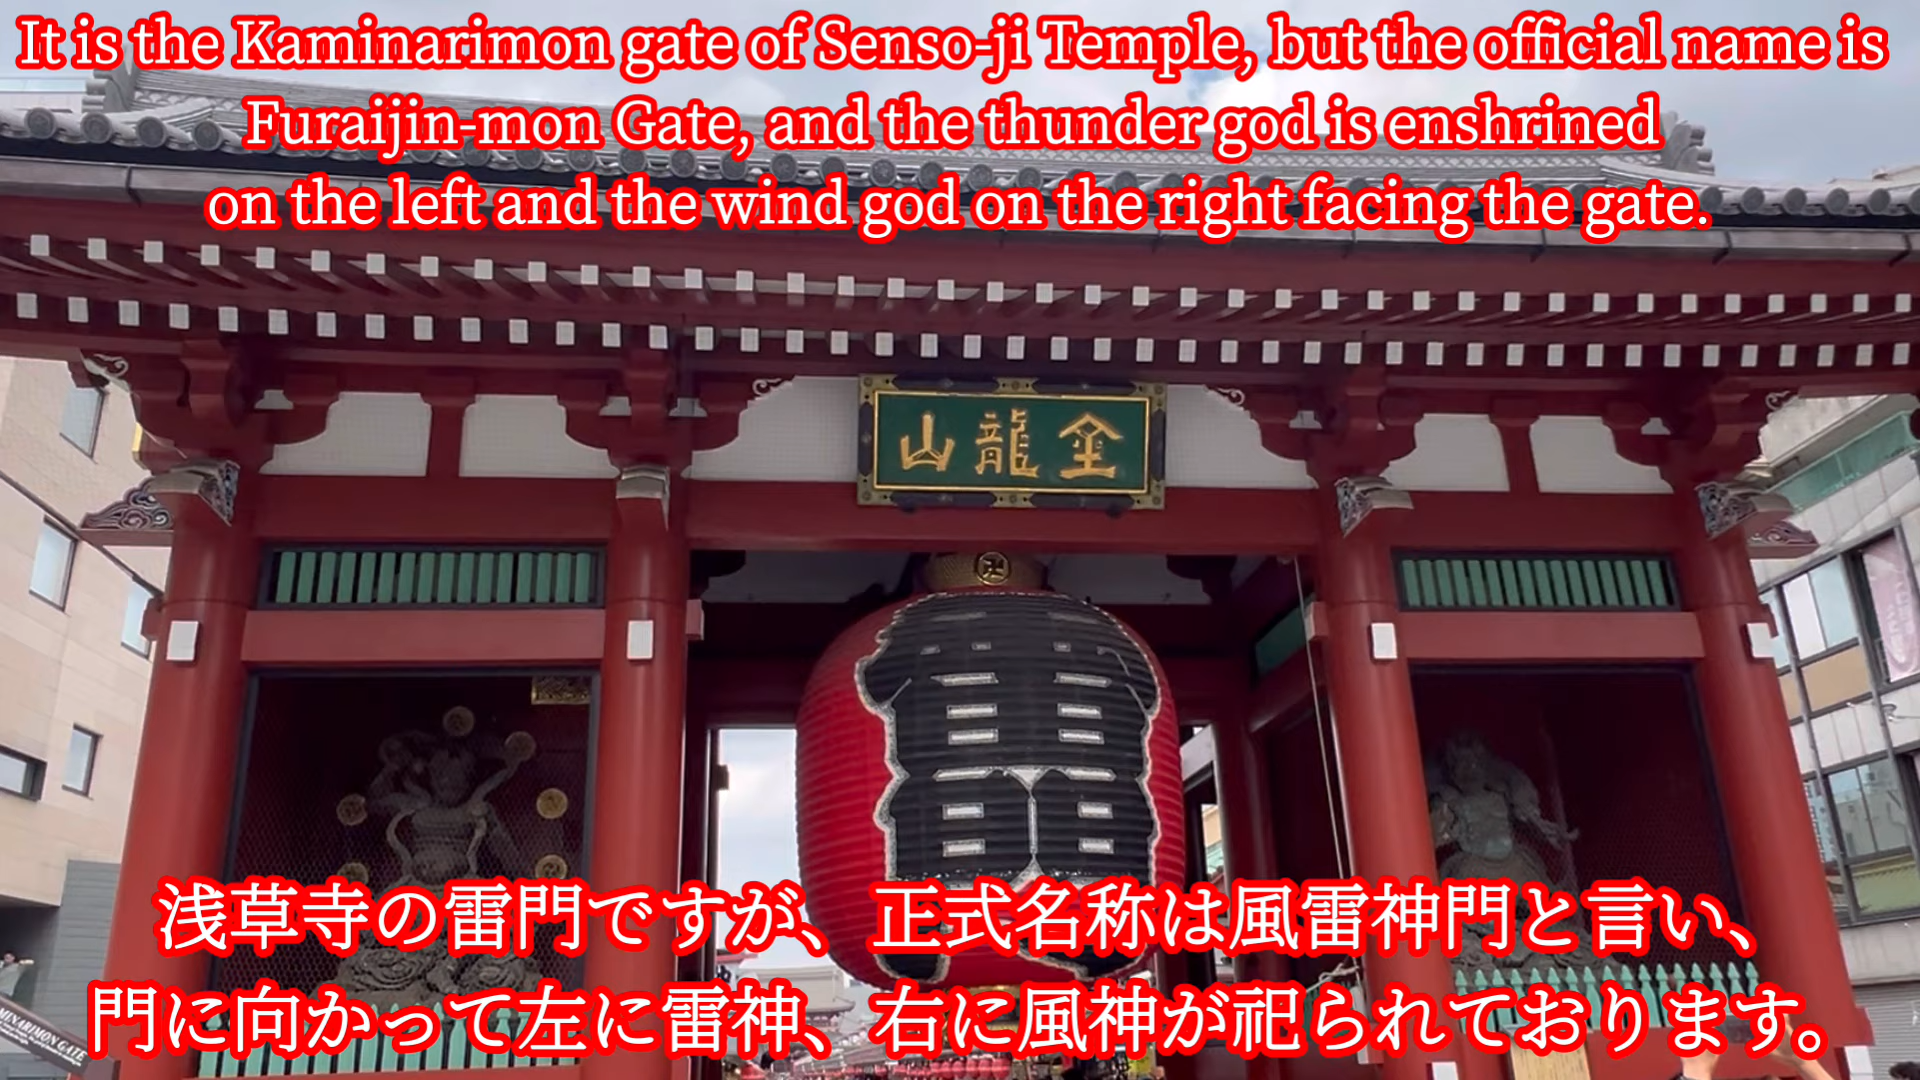 It is the Kaminarimon gate of Senso-ji Temple, but the official name is
Furaijin-mon Gate, and the thunder god is enshrined
on the left and the wind god on the right facing the gate.
金龍山
雷門
浅草寺の雷門ですが、正式名称は風雷神門と言い、
門に向かって左に雷神、右に風神が祀られております。
MINARIMON GATE